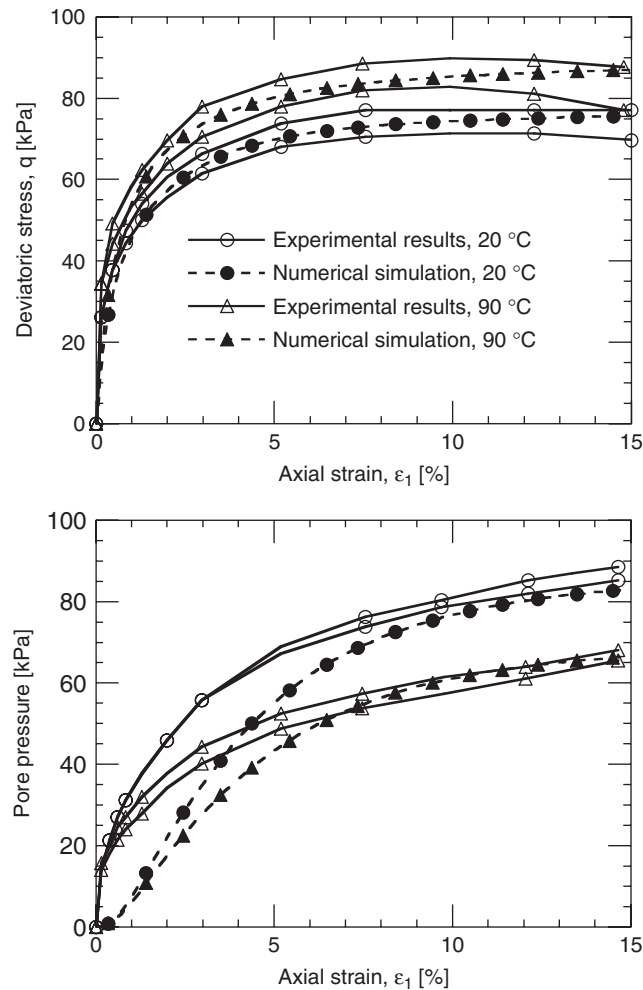 100
80
60
40
20
0
Deviatoric stress, q [kPa]
Experimental results, 20 °C
Numerical simulation, 20 °C
Experimental results, 90 °C
Numerical simulation, 90 °C
0 5 10 15
Axial strain, ε1 [%]
100
80
60
40
20
0
Pore pressure [kPa]
0 5 10 15
Axial strain, ε1 [%]